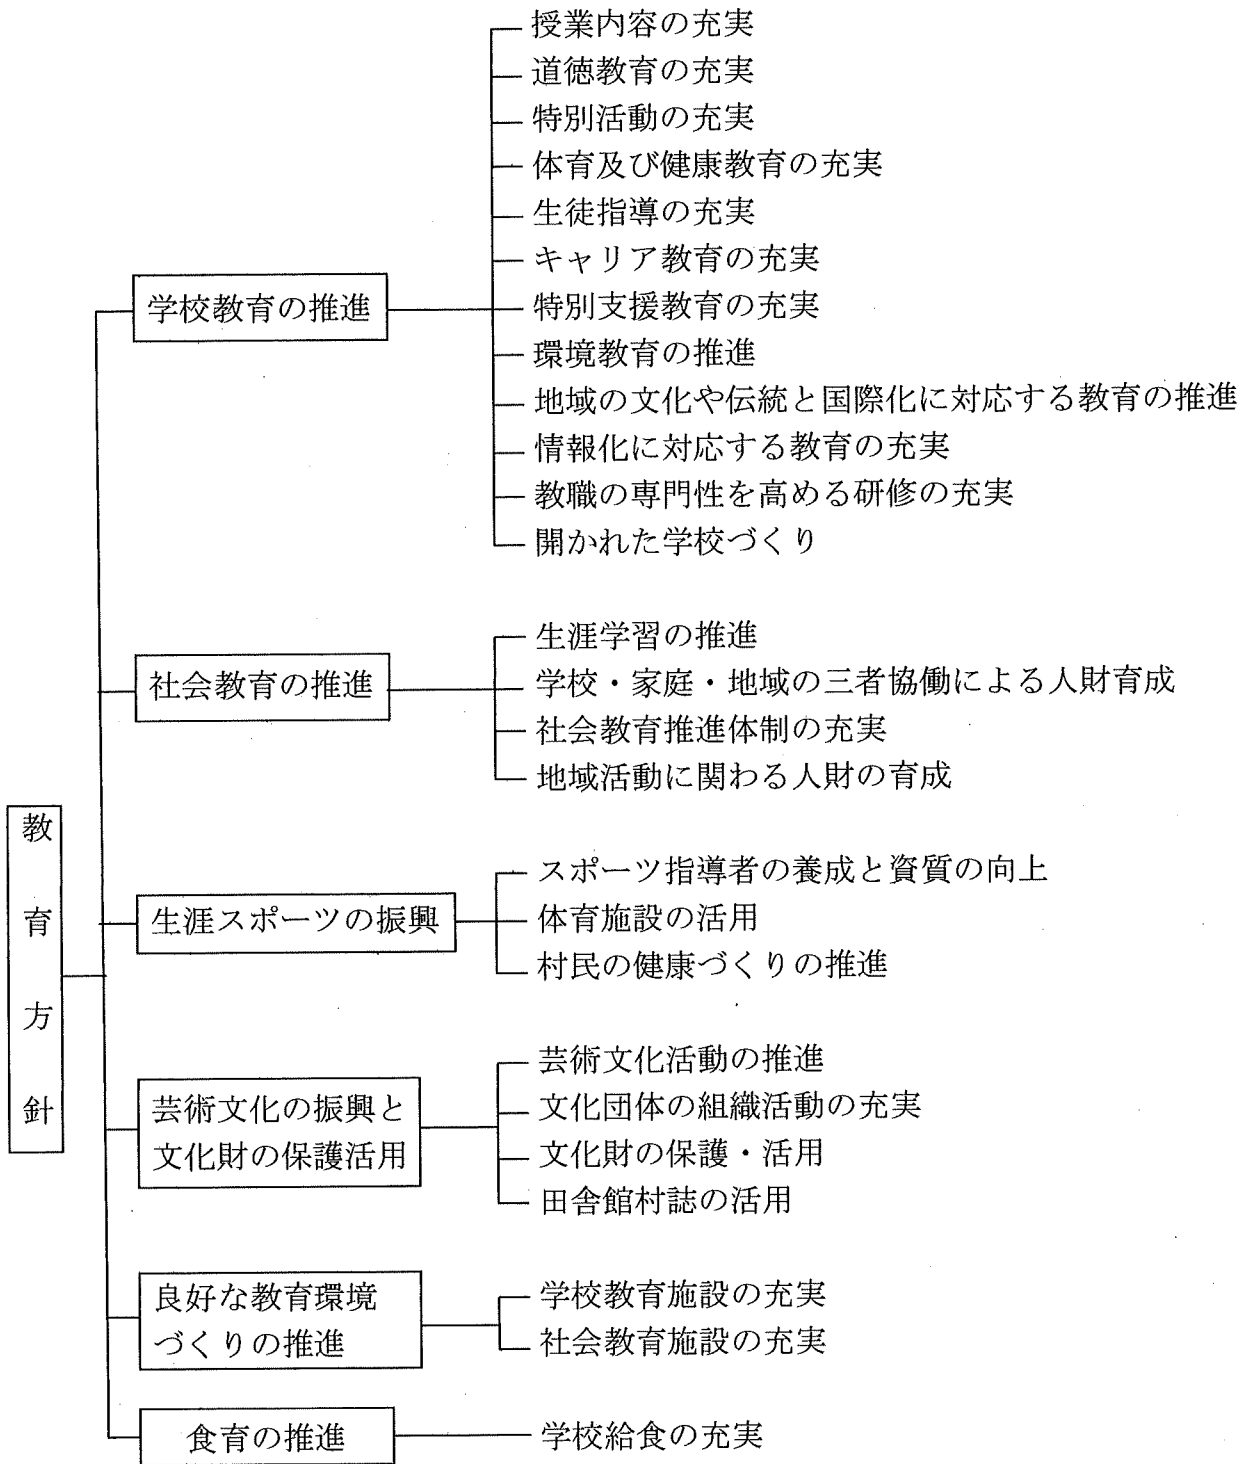 教育方針
学校教育の推進
授業内容の充実
道徳教育の充実
特別活動の充実
体育及び健康教育の充実
生徒指導の充実
キャリア教育の充実
特別支援教育の充実
環境教育の推進
地域の文化や伝統と国際化に対応する教育の推進
情報化に対応する教育の充実
教職の専門性を高める研修の充実
開かれた学校づくり
社会教育の推進
生涯学習の推進
学校・家庭・地域の三者協働による人財育成
社会教育推進体制の充実
地域活動に関わる人財の育成
生涯スポーツの振興
スポーツ指導者の養成と資質の向上
体育施設の活用
村民の健康づくりの推進
芸術文化の振興と
文化財の保護活用
芸術文化活動の推進
文化団体の組織活動の充実
文化財の保護・活用
田舎館村誌の活用
良好な教育環境
づくりの推進
学校教育施設の充実
社会教育施設の充実
食育の推進
学校給食の充実